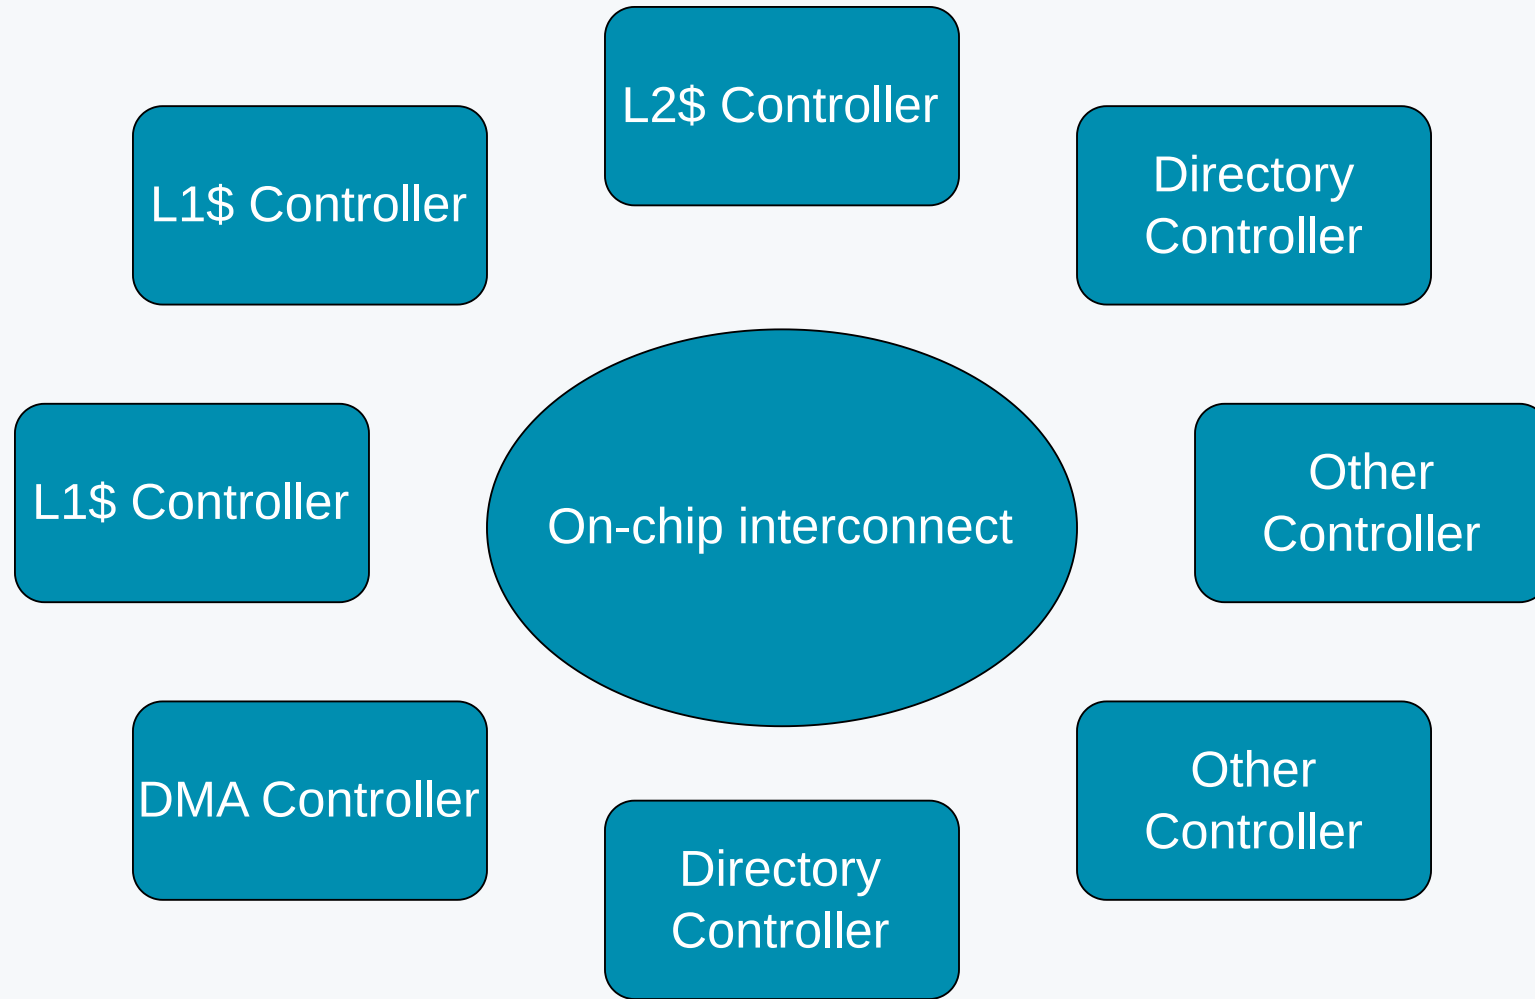 L2$ Controller
L1$ Controller
Directory
Controller
L1$ Controller
On-chip interconnect
Other
Controller
DMA Controller
Other
Controller
Directory
Controller